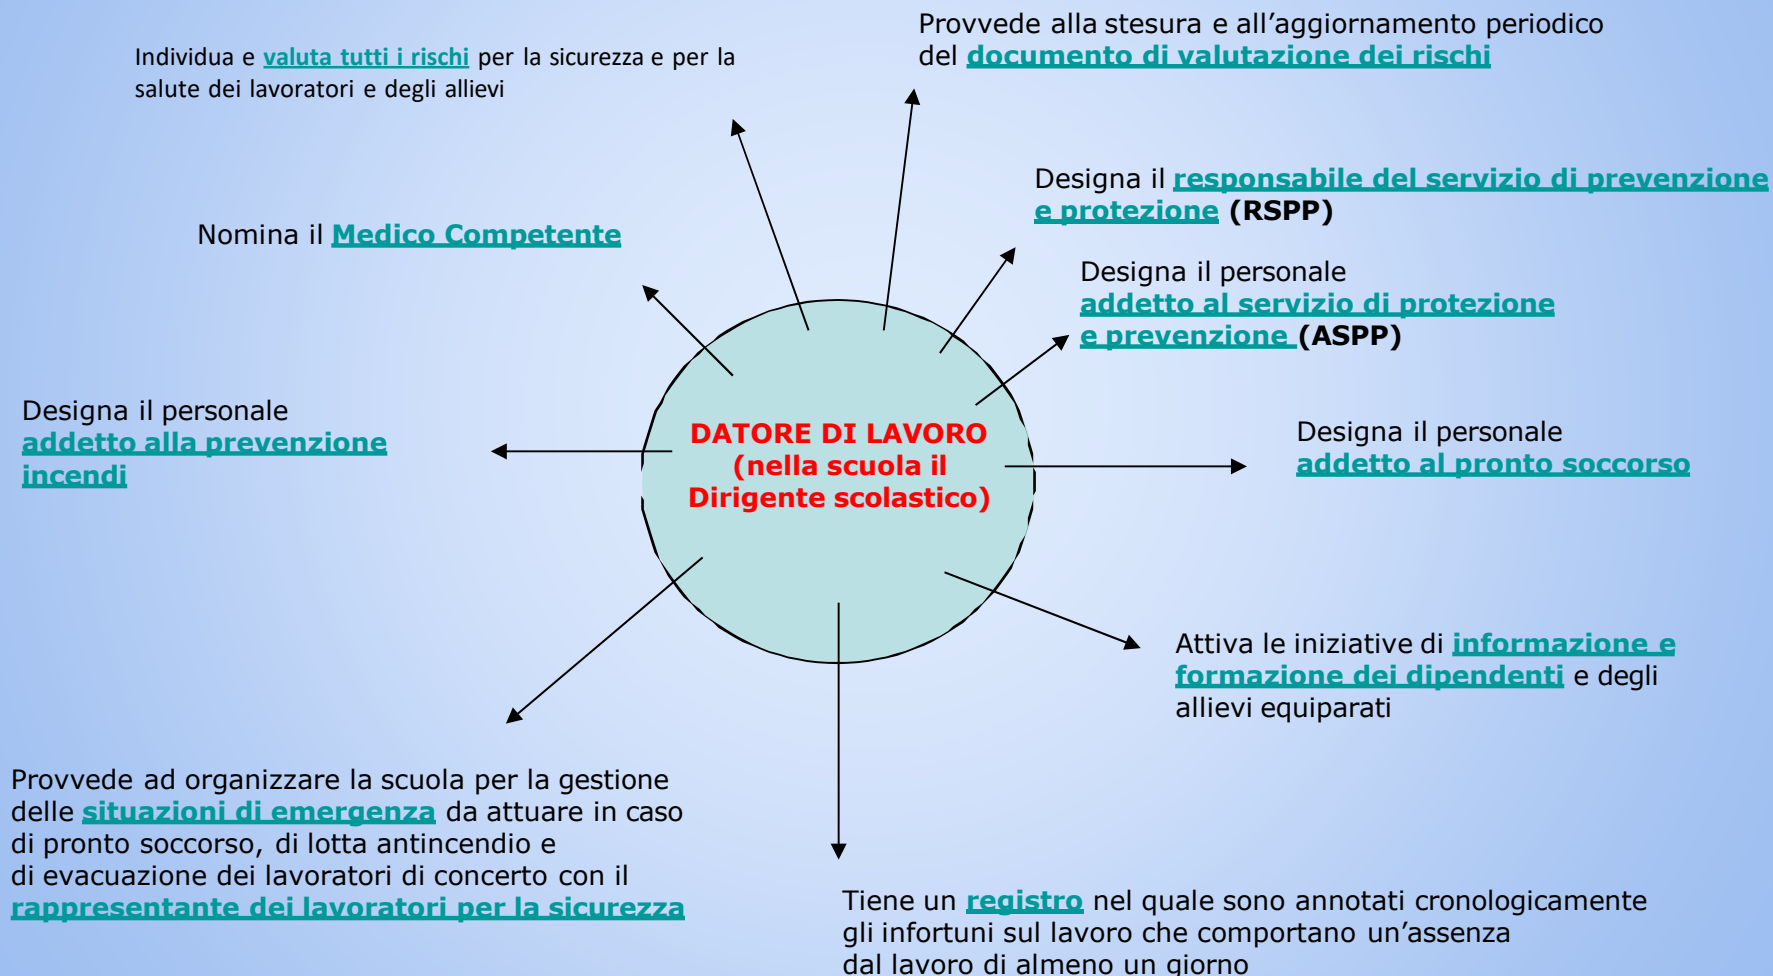 Provvede alla stesura e all’aggiornamento periodico
del documento di valutazione dei rischi
Individua e valuta tutti i rischi per la sicurezza e per la
salute dei lavoratori e degli allievi
Designa il responsabile del servizio di prevenzione
e protezione (RSPP)
Nomina il Medico Competente
Designa il personale
addetto al servizio di protezione
e prevenzione (ASPP)
Designa il personale
addetto alla prevenzione
incendi
DATORE DI LAVORO
(nella scuola il
Dirigente scolastico)
Designa il personale
addetto al pronto soccorso
Attiva le iniziative di informazione e
formazione dei dipendenti e degli
allievi equiparati
Provvede ad organizzare la scuola per la gestione
delle situazioni di emergenza da attuare in caso
di pronto soccorso, di lotta antincendio e
di evacuazione dei lavoratori di concerto con il
rappresentante dei lavoratori per la sicurezza
Tiene un registro nel quale sono annotati cronologicamente
gli infortuni sul lavoro che comportano un’assenza
dal lavoro di almeno un giorno